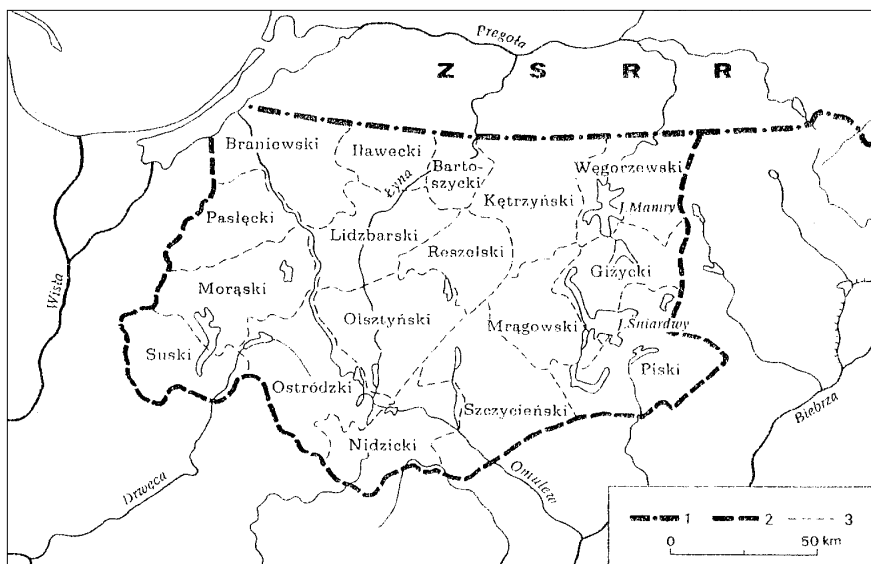 Pregoła
Z S R R
Braniewski
Iławecki
Barto-
szycki
Węgorzewski
Łyna
Kętrzyński
J. Mamry
Pasłęcki
Lidzbarski
Reszelski
Giżycki
Morąski
Wisła
Olsztyński
Mrągowski
J. Śniardwy
Suski
Piski
Ostródzki
Szczycieński
Biebrza
Nidzicki
Omulew
Drwęca
1 2 3
0 50 km